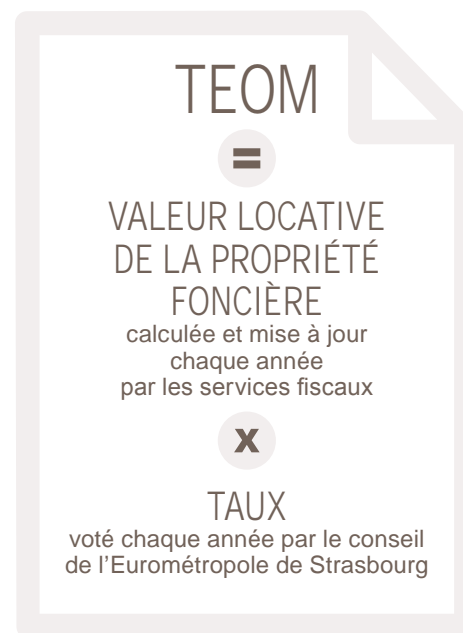 TEOM
=
VALEUR LOCATIVE
DE LA PROPRIÉTÉ
FONCIÈRE
calculée et mise à jour
chaque année
par les services fiscaux
x
TAUX
voté chaque année par le conseil
de l'Eurométropole de Strasbourg